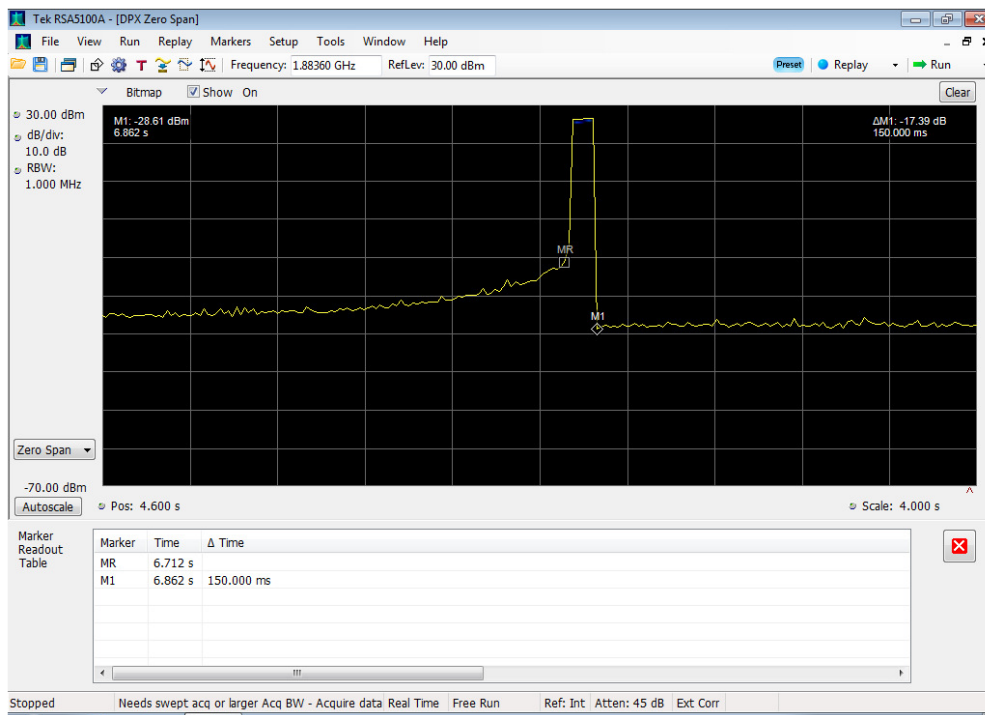 Tek RSA5100A - [DPX Zero Span]
File View Run Replay Markers Setup Tools Window Help
Frequency: 1.88360 GHz RefLev: 30.00 dBm Preset Replay Run
Bitmap Show On Clear
30.00 dBm
dB/div:
10.0 dB
RBW:
1.000 MHz
M1: -28.61 dBm
6.862 s
ΔM1: -17.39 dB
150.000 ms
MR
M1
Zero Span
-70.00 dBm
Autoscale Pos: 4.600 s Scale: 4.000 s
Marker
Readout
Table
Marker Time Δ Time
MR 6.712 s
M1 6.862 s 150.000 ms
Stopped Needs swept acq or larger Acq BW - Acquire data Real Time Free Run Ref: Int Atten: 45 dB Ext Corr